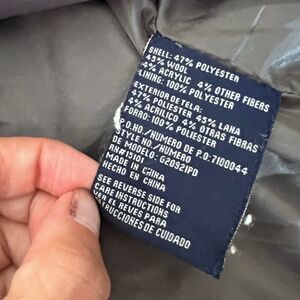 SHELL: 47% POLYESTER
45% WOOL
4% ACRYLIC 4% OTHER FIBERS
LINING: 100% POLYESTER
EXTERIOR DE TELA:
47% POLIESTER 45% LANA
4% ACRILICO 4% OTRAS FIBRAS
FORRO: 100% POLIESTER
P.O.NO/NUMERO DE P.O:7100044
STYLE NO/NUMERO
DE MODELO:
RN#
MADE IN CHINA
HECHO EN CHINA
SEE REVERSE SIDE FOR
CARE INSTRUCTIONS
VER EL REVES PARA
INSTRUCCIONES DE CUIDADO